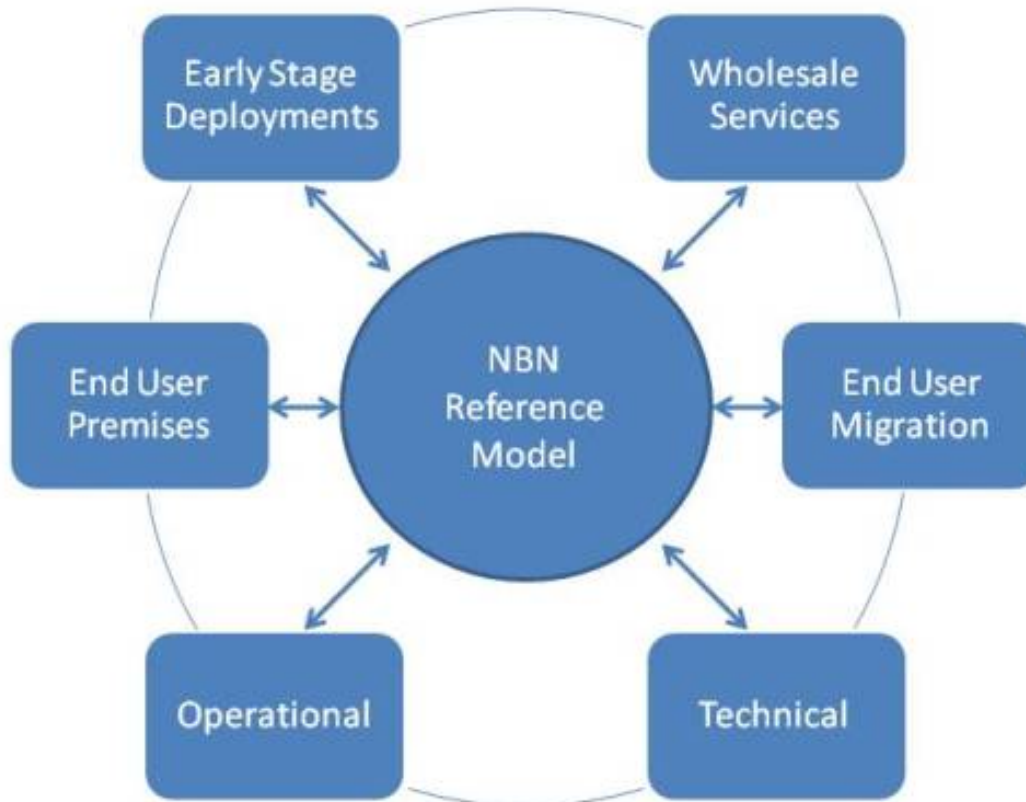 Early Stage
Deployments
Wholesale
Services
End User
Premises
NBN
Reference
Model
End User
Migration
Operational
Technical